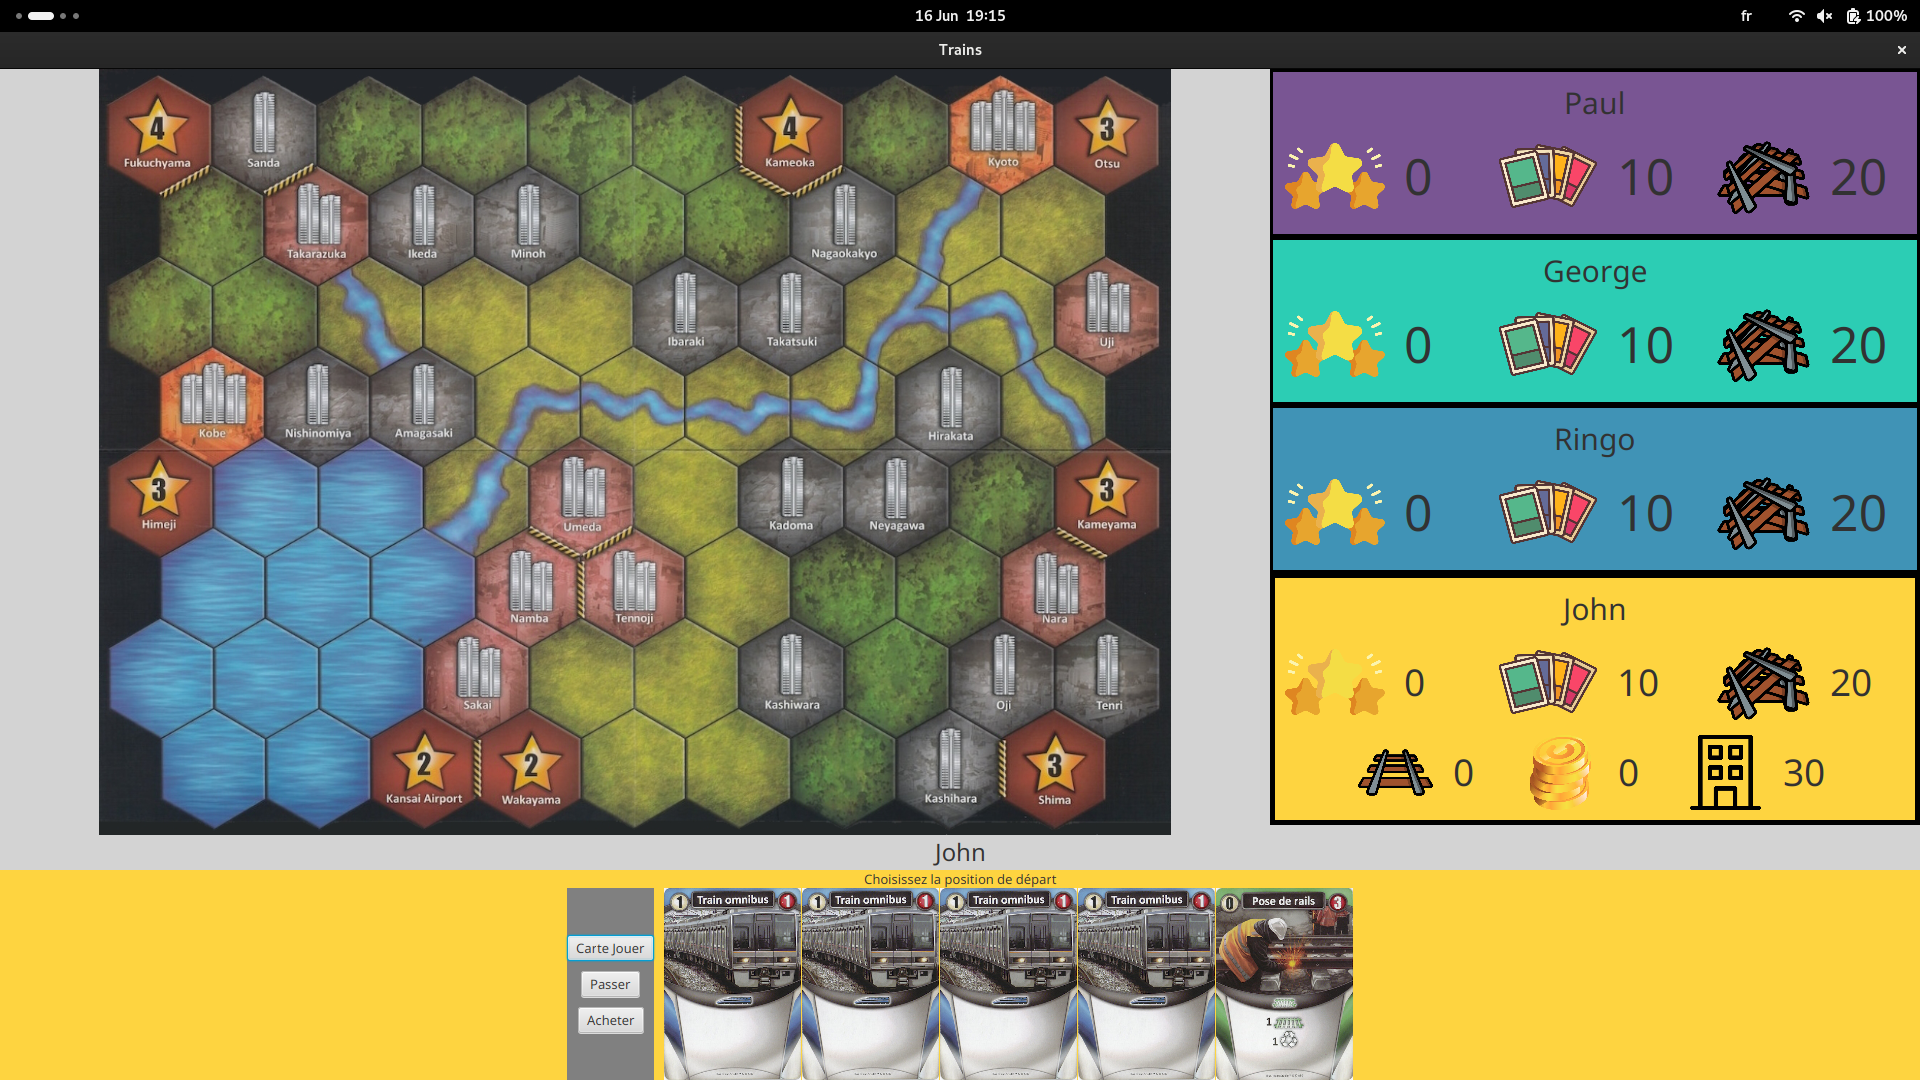 16 Jun 19:15
fr
100%
Trains
4
Fukuchyama
Sanda
4
Kameoka
Kyoto
3
Otsu
Takarazuka
Ikeda
Minoh
Nagaokakyo
Ibaraki
Takatsuki
Uji
Kobe
Nishinomiya
Amagasaki
Hirakata
3
Himeji
Umeda
Kadoma
Neyagawa
3
Kameyama
Namba
Tennoji
Nara
Sakai
Kashiwara
Oji
Tenri
2
Kansai Airport
2
Wakayama
Kashihara
3
Shima
Paul
0 10 20
George
0 10 20
Ringo
0 10 20
John
0 10 20
0 0 30
John
Choisissez la position de départ
Carte Jouer
Passer
Acheter
1 Train omnibus 1
1 Train omnibus 1
1 Train omnibus 1
1 Train omnibus 1
0 Pose de rails 3
1
1